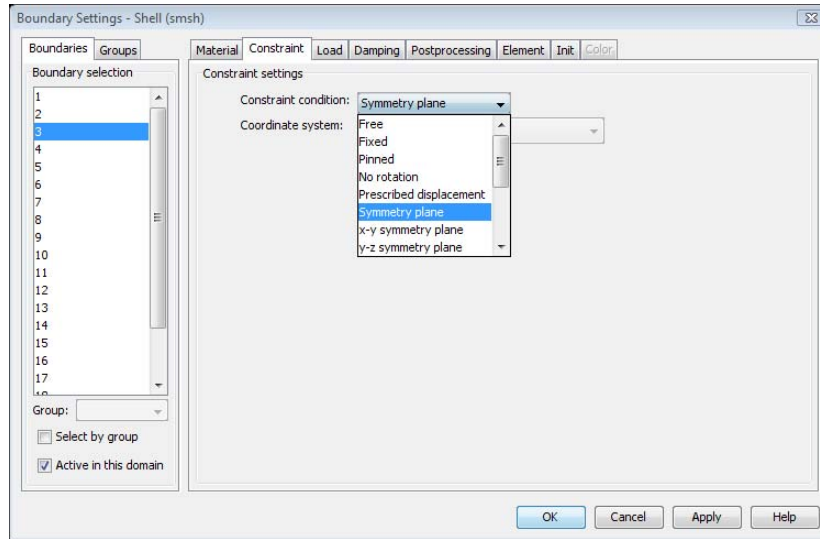 Boundary Settings - Shell (smsh)
Boundaries Groups
Material Constraint Load Damping Postprocessing Element Init Color
Boundary selection
1
2
3
4
5
6
7
8
9
10
11
12
13
14
15
16
17
18
Group:
Select by group
Active in this domain
Constraint settings
Constraint condition: Symmetry plane
Coordinate system:
Free
Fixed
Pinned
No rotation
Prescribed displacement
Symmetry plane
x-y symmetry plane
y-z symmetry plane
OK Cancel Apply Help